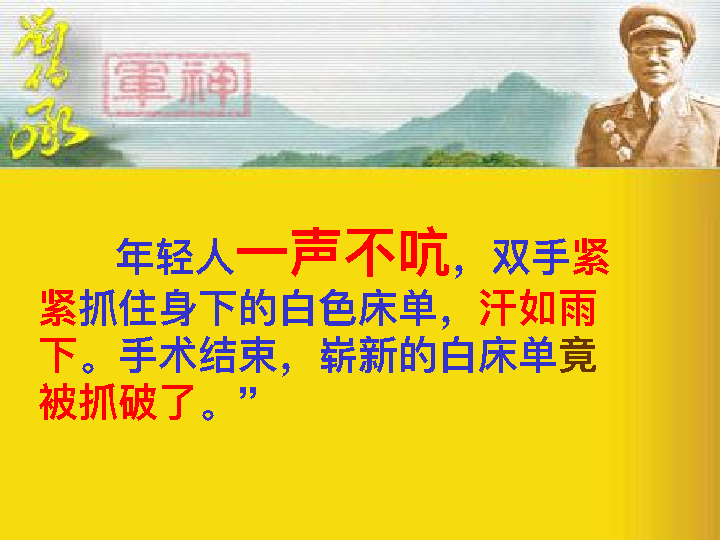 劉伯承
軍神
年轻人一声不吭，双手紧
紧抓住身下的白色床单，汗如雨
下。手术结束，崭新的白床单竟
被抓破了。”